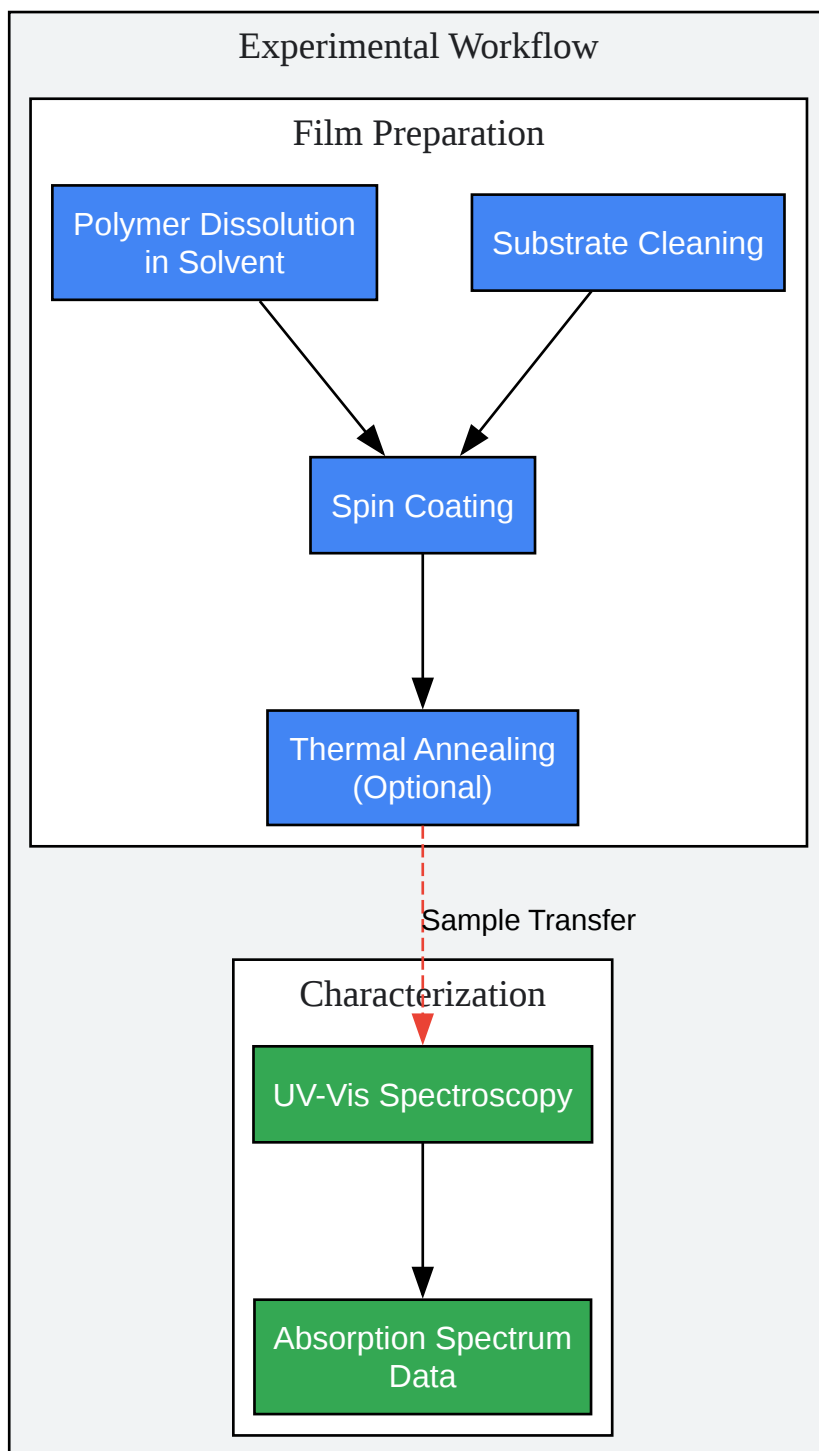 Experimental Workflow
Film Preparation
Polymer Dissolution
in Solvent
Substrate Cleaning
Spin Coating
Thermal Annealing
(Optional)
Sample Transfer
Characterization
UV-Vis Spectroscopy
Absorption Spectrum
Data